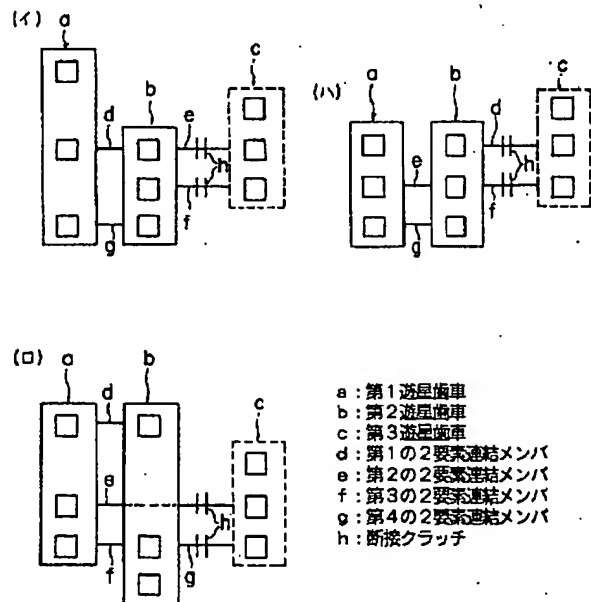 (イ)
a
d
b
e
c
h
f
g
(ハ)
a
b
d
c
e
h
f
g
(ロ)
a
b
d
c
e
h
f
g
a:第1遊星歯車
b:第2遊星歯車
c:第3遊星歯車
d:第1の2要素連結メンバ
e:第2の2要素連結メンバ
f:第3の2要素連結メンバ
g:第4の2要素連結メンバ
h:断接クラッチ